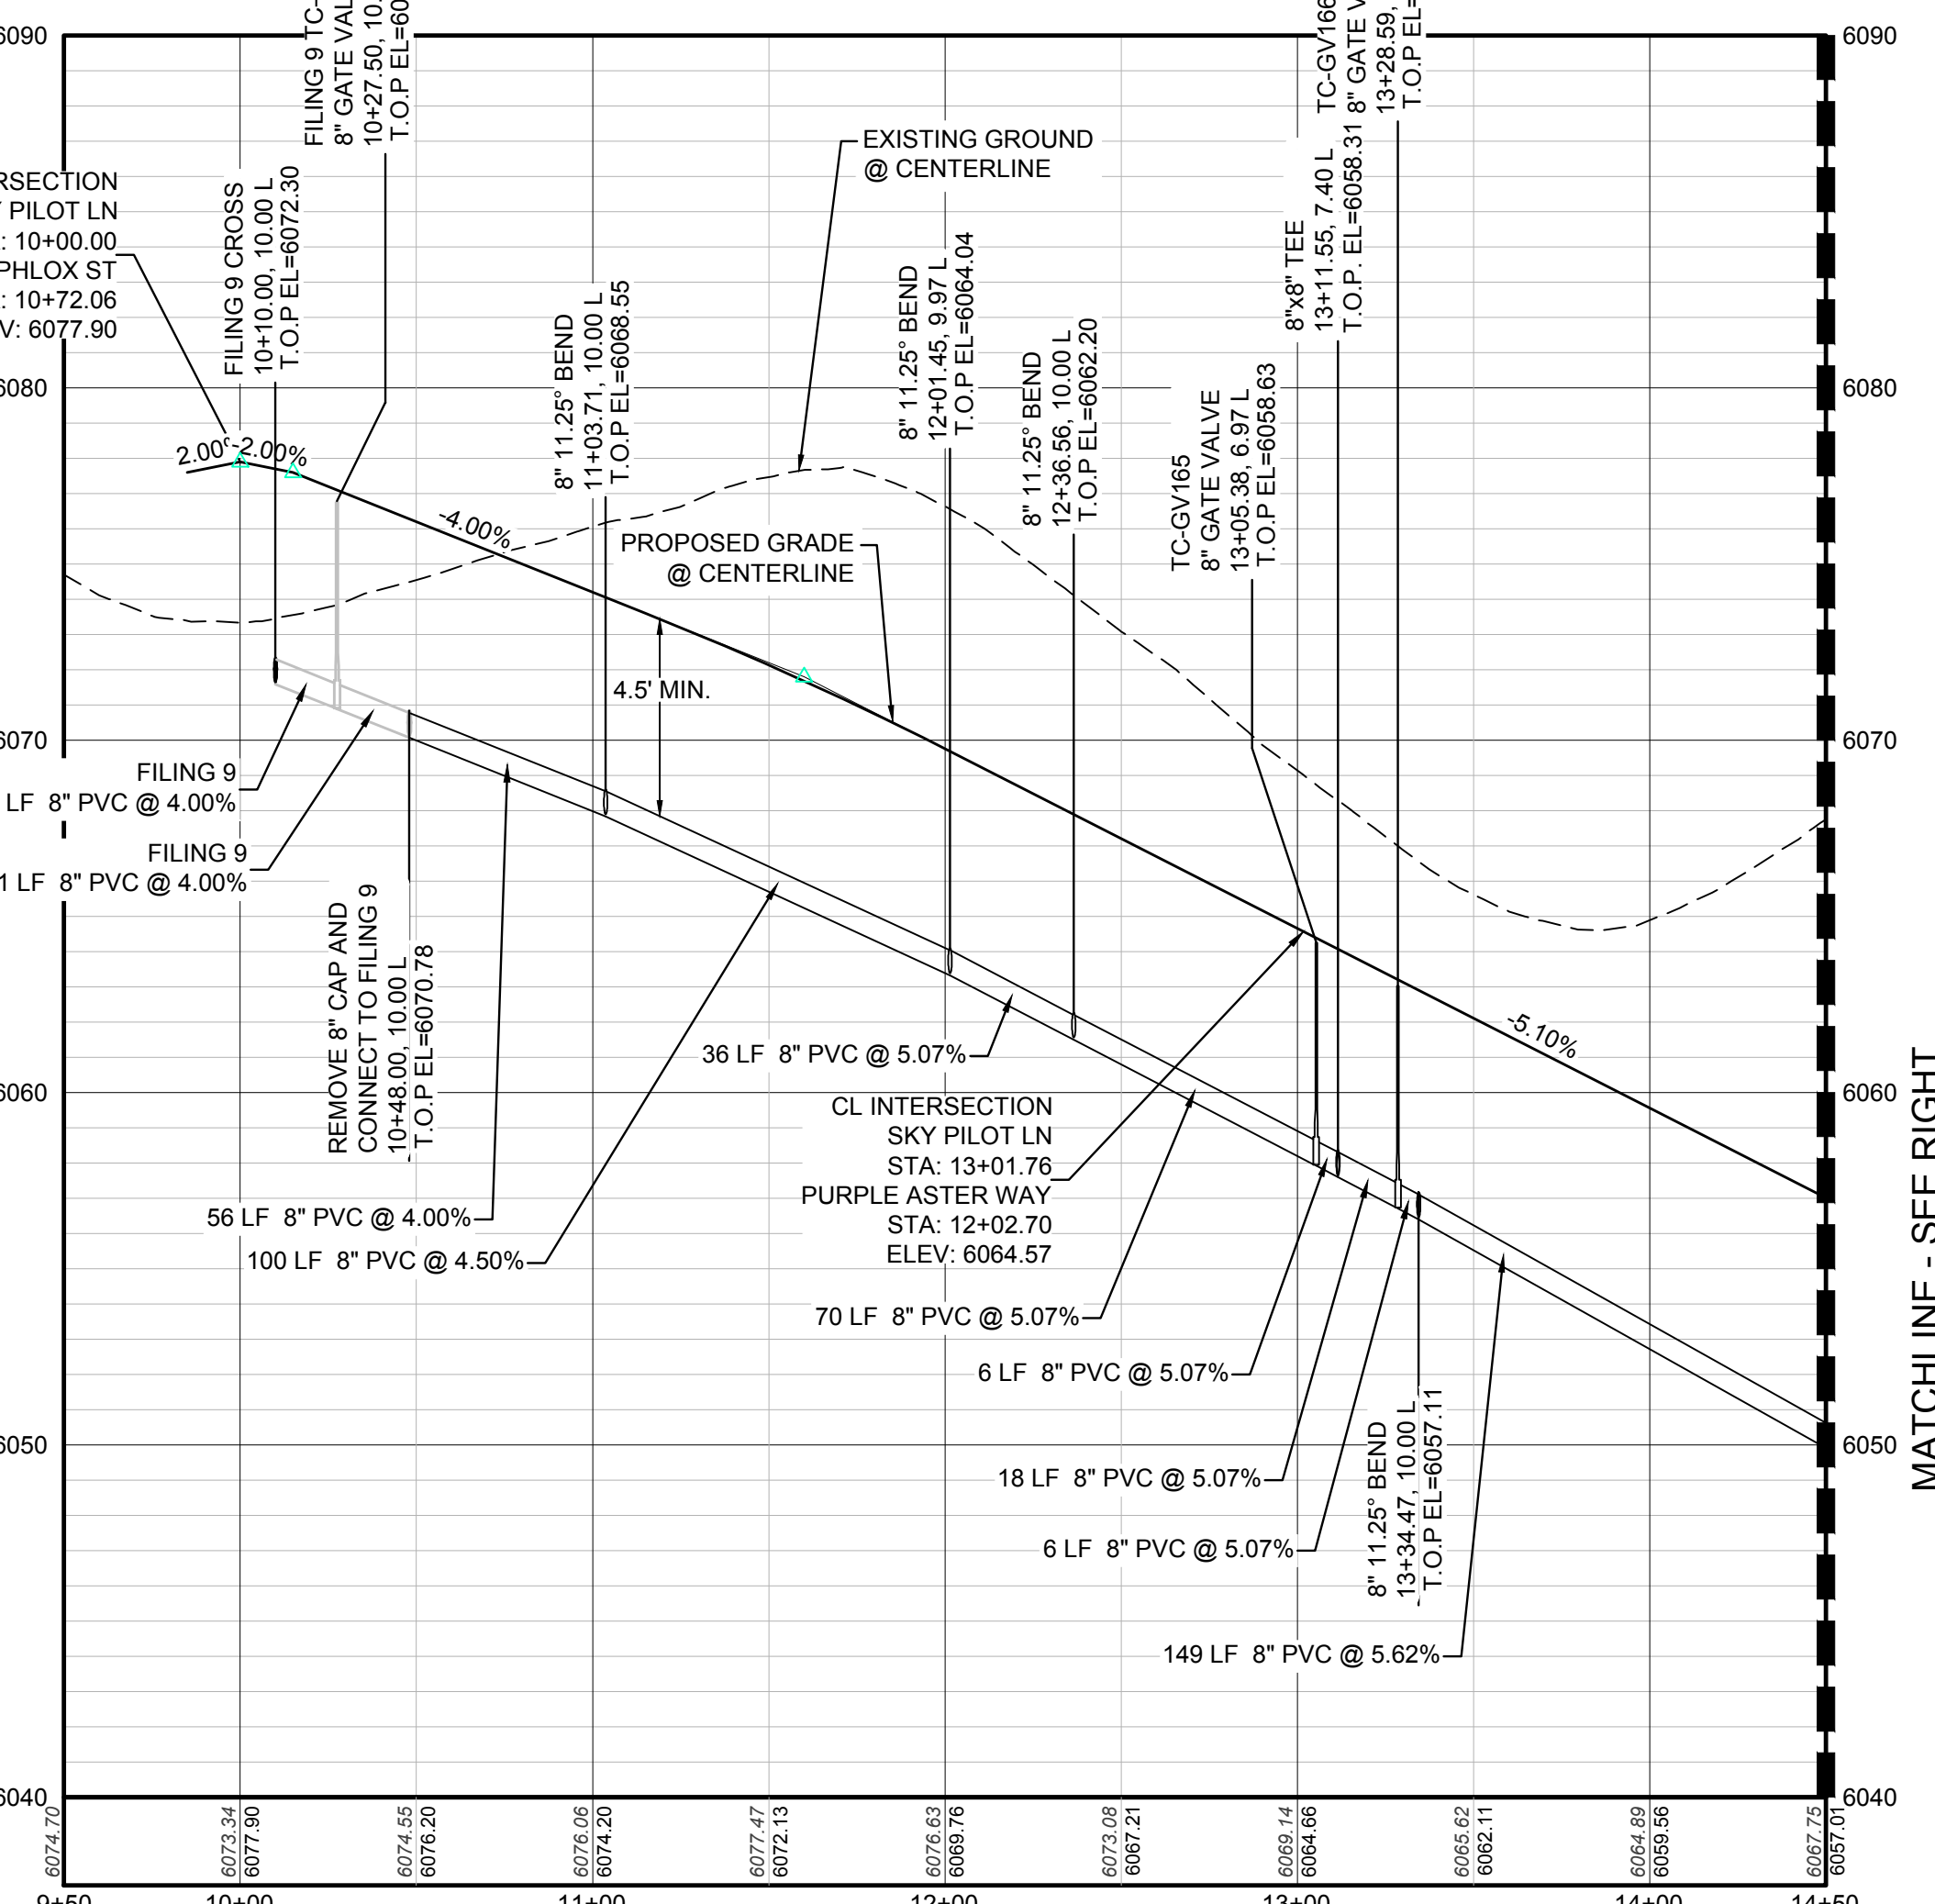 6090
6080
6070
6060
6050
6040
PILOT LN
10+00.00
PHLOX ST
10+72.06
6077.90
FILING 9 CROSS
10+10.00, 10.00 L
T.O.P EL=6072.30
FILING 9
8" GATE
10+27.50,
T.O.P
2.00
-2.00%
-4.00%
8" 11.25° BEND
11+03.71, 10.00 L
T.O.P EL=6068.55
EXISTING GROUND
@ CENTERLINE
PROPOSED GRADE
@ CENTERLINE
4.5' MIN.
8" 11.25° BEND
12+01.45, 9.97 L
T.O.P EL=6064.04
8" 11.25° BEND
12+36.56, 10.00 L
T.O.P EL=6062.20
TC-GV165
8" GATE VALVE
13+05.38, 6.97 L
T.O.P EL=6058.63
8"x8" TEE
13+11.55, 7.40 L
T.O.P. EL=6058.31
TC-GV166
8" GATE
13+28.59,
T.O.P EL=
FILING 9
LF 8" PVC @ 4.00%
FILING 9
1 LF 8" PVC @ 4.00%
REMOVE 8" CAP AND
CONNECT TO FILING 9
10+48.00, 10.00 L
T.O.P EL=6070.78
56 LF 8" PVC @ 4.00%
100 LF 8" PVC @ 4.50%
36 LF 8" PVC @ 5.07%
CL INTERSECTION
SKY PILOT LN
STA: 13+01.76
PURPLE ASTER WAY
STA: 12+02.70
ELEV: 6064.57
70 LF 8" PVC @ 5.07%
6 LF 8" PVC @ 5.07%
18 LF 8" PVC @ 5.07%
6 LF 8" PVC @ 5.07%
8" 11.25° BEND
13+34.47, 10.00 L
T.O.P EL=6057.11
149 LF 8" PVC @ 5.62%
-5.10%
6090
6080
6070
6060
6050
6040
MATCHLINE - SEE RIGHT
6074.70
6073.34
6077.90
6074.55
6076.20
6076.06
6074.20
6077.47
6072.13
6076.63
6069.76
6073.08
6067.21
6069.14
6064.66
6065.62
6062.11
6064.89
6059.56
6067.75
6057.01
9+50
10+00
11+00
12+00
13+00
14+00
14+50